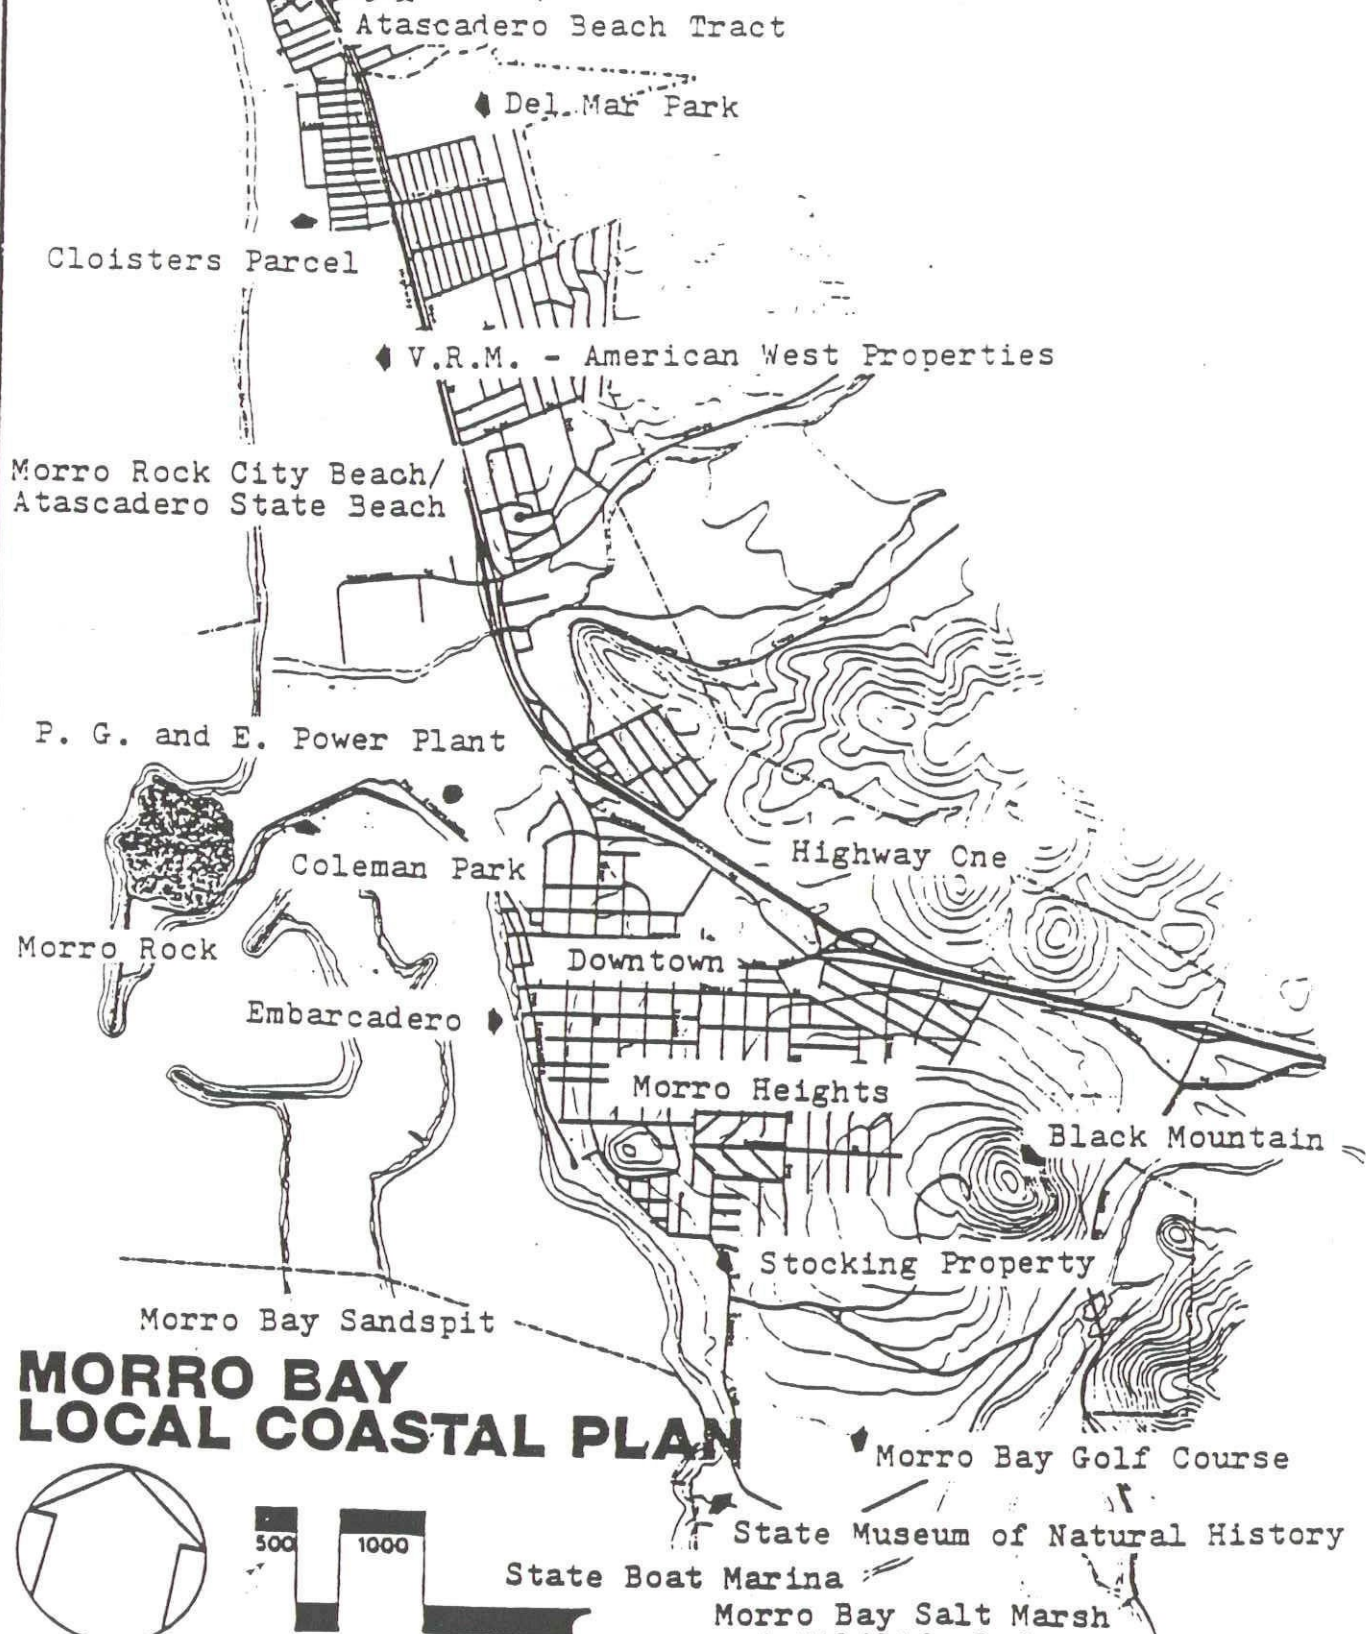 Atascadero Beach Tract
Del Mar Park
Cloisters Parcel
V.R.M. - American West Properties
Morro Rock City Beach/
Atascadero State Beach
P. G. and E. Power Plant
Highway One
Coleman Park
Morro Rock
Downtown
Embarcadero
Morro Heights
Black Mountain
Stocking Property
Morro Bay Sandspit
MORRO BAY
LOCAL COASTAL PLAN
Morro Bay Golf Course
500 1000
State Museum of Natural History
State Boat Marina
Morro Bay Salt Marsh